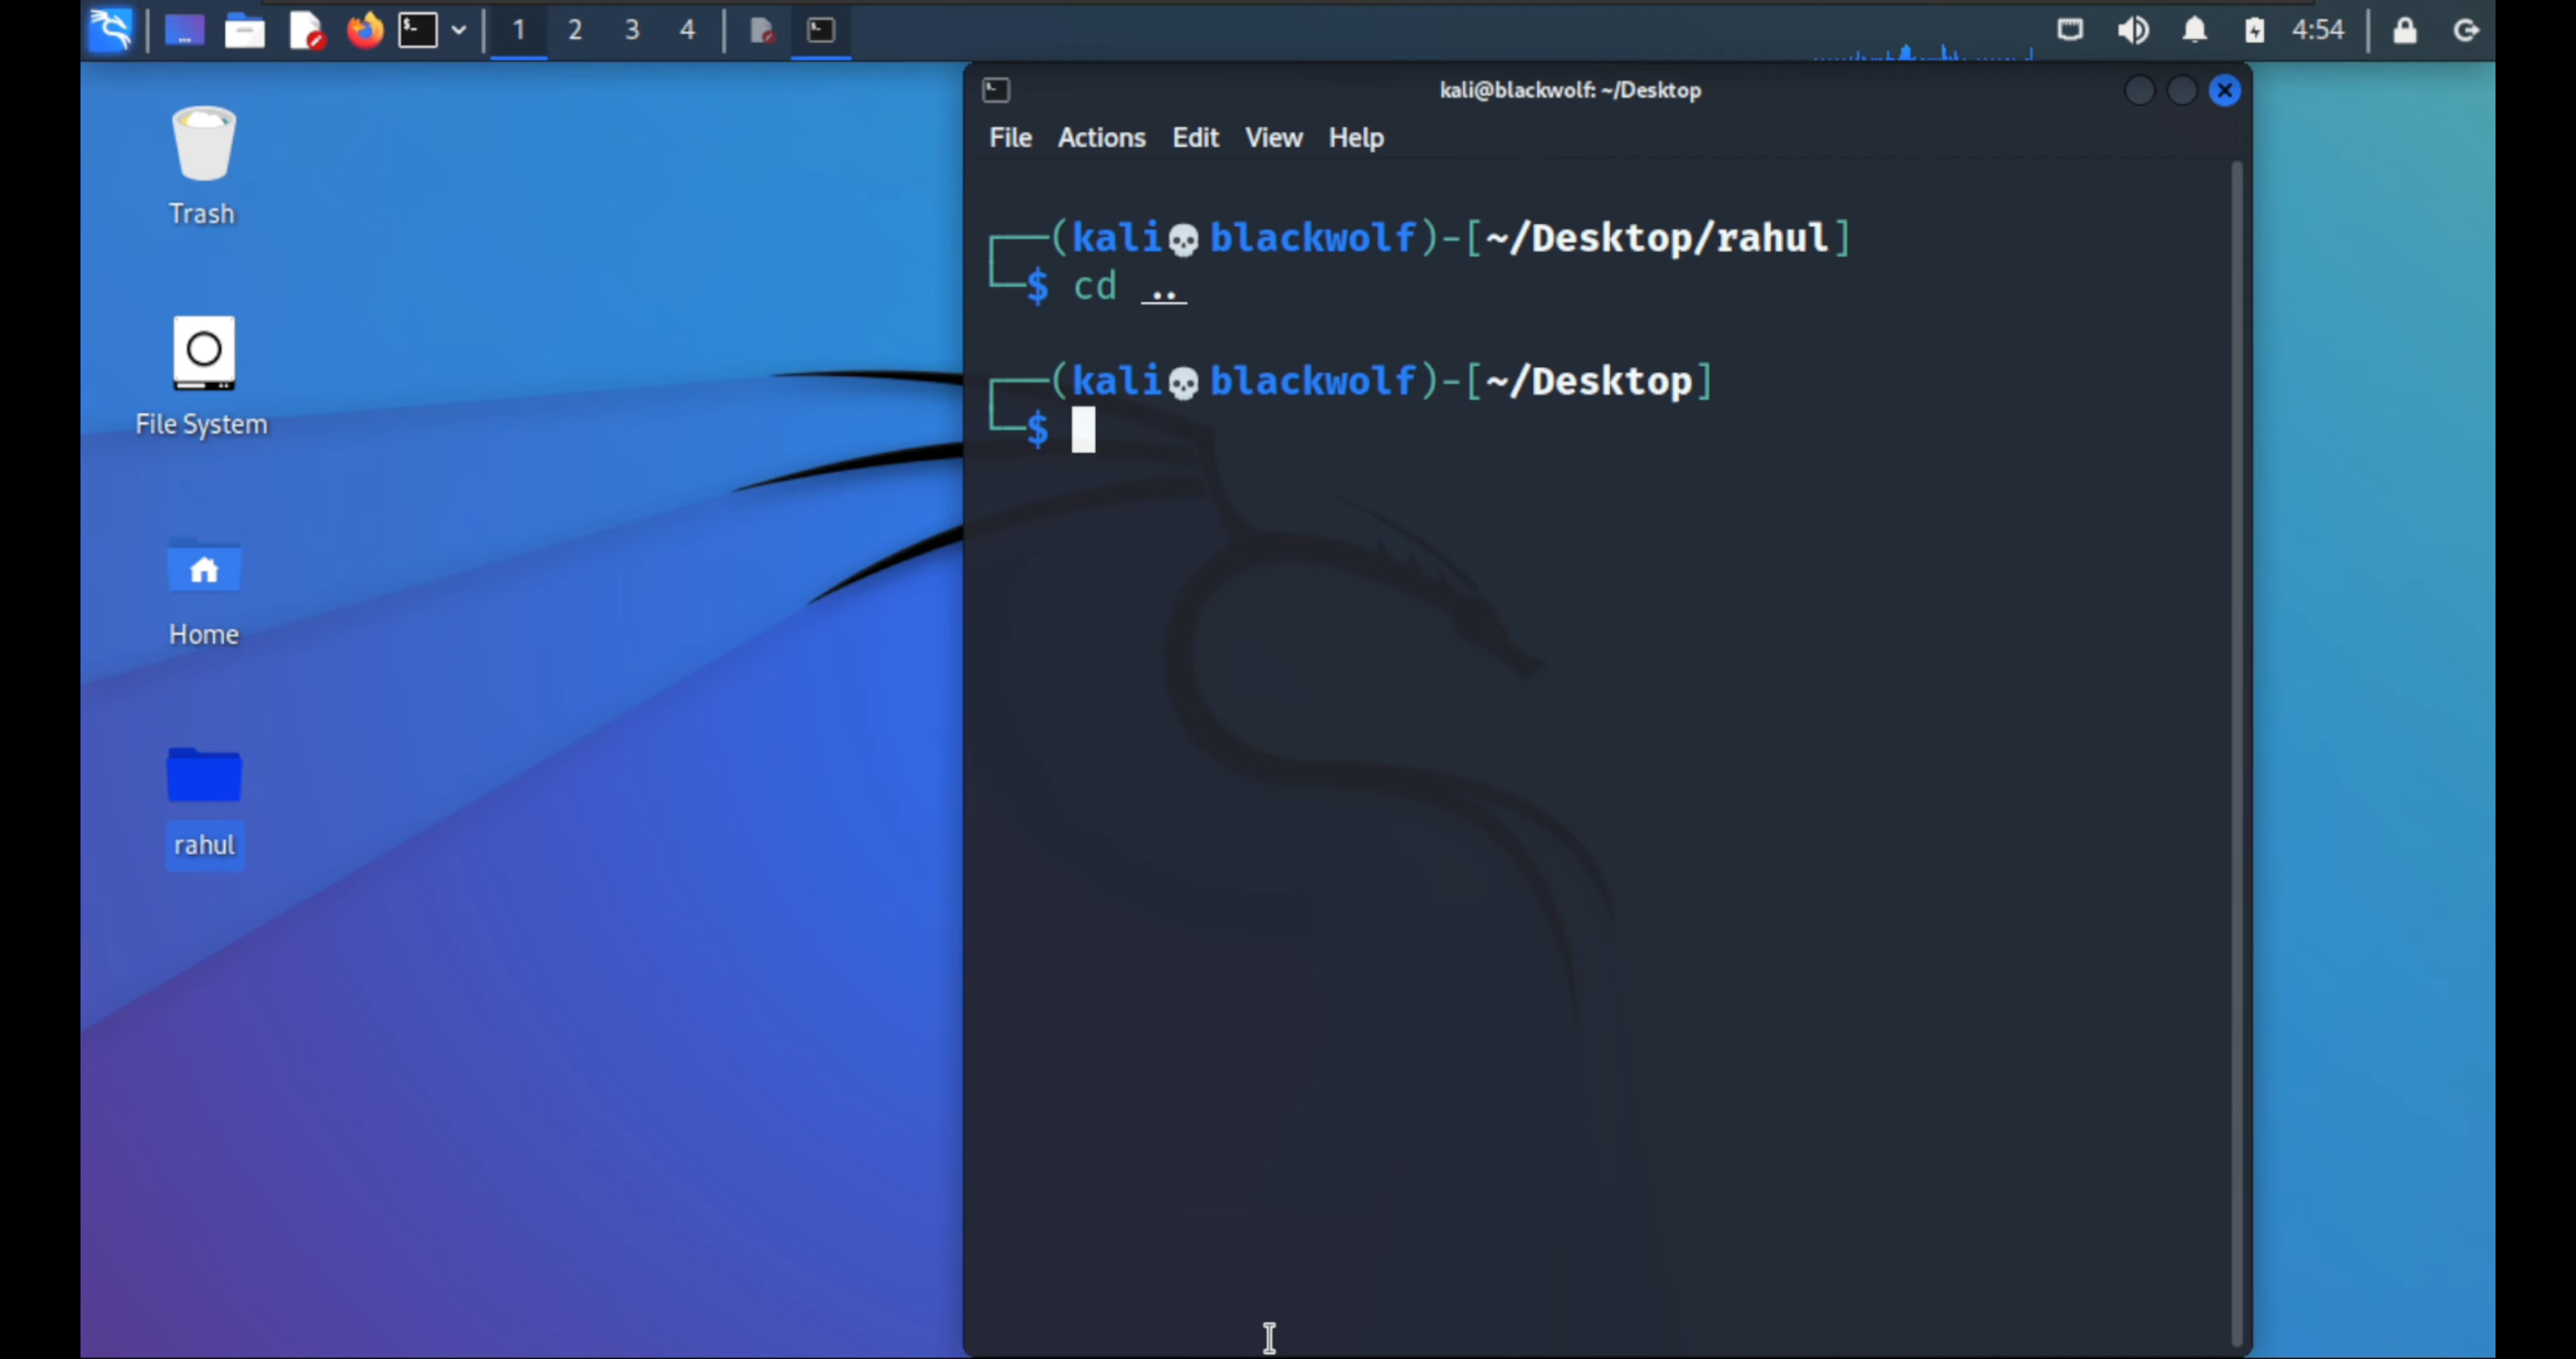 1 2 3 4
4:54
Trash
File System
Home
rahul
kali@blackwolf: ~/Desktop
File Actions Edit View Help
┌──(kali💀blackwolf)-[~/Desktop/rahul]
└─$ cd ..
┌──(kali💀blackwolf)-[~/Desktop]
└─$